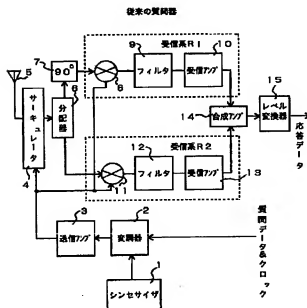 従来の質問器
受信系R1
7
90°
9
10
フィルタ
受信アンプ
8
5
6
サーキュレータ
分配器
4
14
合成アンプ
15
レベル変換器
応答データ
受信系R2
12
フィルタ
受信アンプ
11
13
3
送信アンプ
2
変調器
質問データ&クロック
1
シンセサイザ